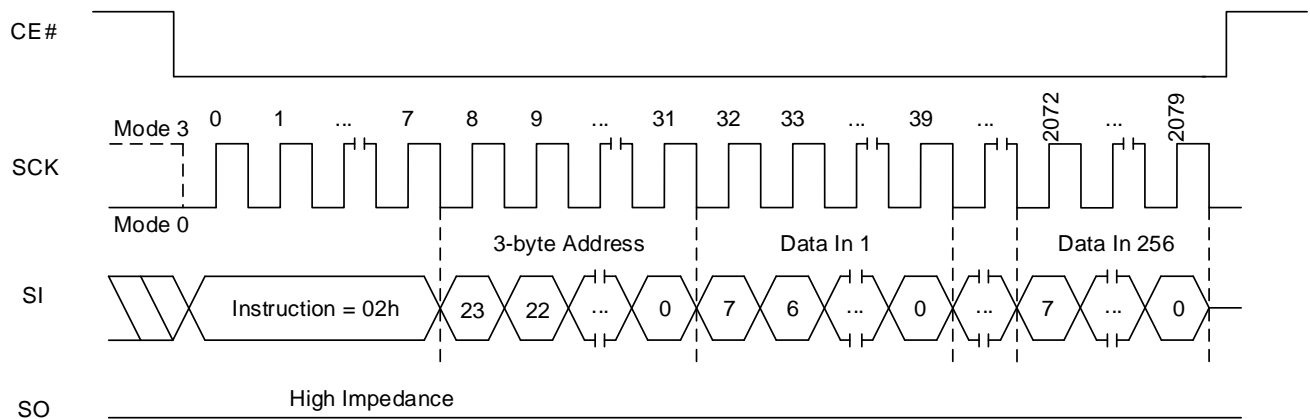 CE#
0 1 ... 7 8 9 ... 31 32 33 ... 39 ... 2072 ... 2079
Mode 3
SCK
Mode 0
3-byte Address Data In 1 Data In 256
SI
Instruction = 02h 23 22 ... 0 7 6 ... 0 ... 7 ... 0
High Impedance
SO